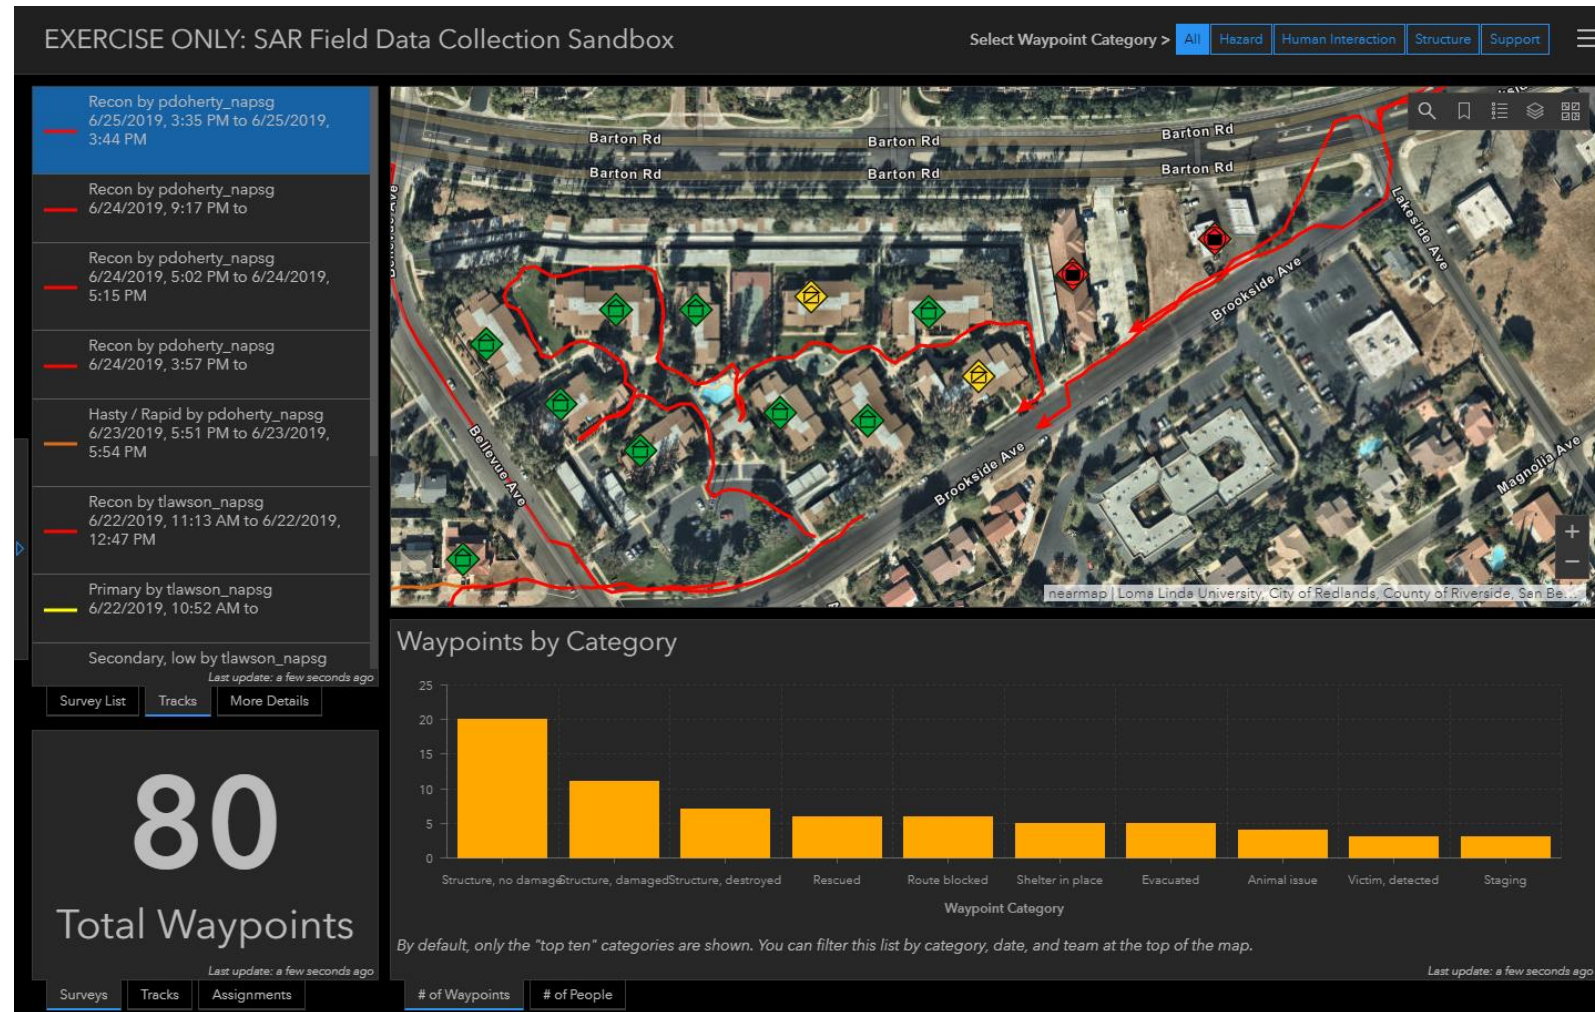 EXERCISE ONLY: SAR Field Data Collection Sandbox
Select Waypoint Category > All Hazard Human Interaction Structure Support
Recon by pdoherty_napsg
6/25/2019, 3:35 PM to 6/25/2019,
3:44 PM
Recon by pdoherty_napsg
6/24/2019, 9:17 PM to
Recon by pdoherty_napsg
6/24/2019, 5:02 PM to 6/24/2019,
5:15 PM
Recon by pdoherty_napsg
6/24/2019, 3:57 PM to
Hasty / Rapid by pdoherty_napsg
6/23/2019, 5:51 PM to 6/23/2019,
5:54 PM
Recon by tlawson_napsg
6/22/2019, 11:13 AM to 6/22/2019,
12:47 PM
Primary by tlawson_napsg
6/22/2019, 10:52 AM to
Secondary, low by tlawson_napsg
Last update: a few seconds ago
Survey List Tracks More Details
80
Total Waypoints
Last update: a few seconds ago
Surveys Tracks Assignments
Barton Rd Barton Rd Barton Rd
Barton Rd Barton Rd Barton Rd
Lakeside Ave
Brookside Ave
Bellevue Ave
Brookside Ave
Magnolia Ave
nearmap | Loma Linda University, City of Redlands, County of Riverside, San Be...
Waypoints by Category
25
20
15
10
5
0
Structure, no damage Structure, damaged Structure, destroyed Rescued Route blocked Shelter in place Evacuated Animal issue Victim, detected Staging
Waypoint Category
By default, only the "top ten" categories are shown. You can filter this list by category, date, and team at the top of the map.
Last update: a few seconds ago
# of Waypoints # of People